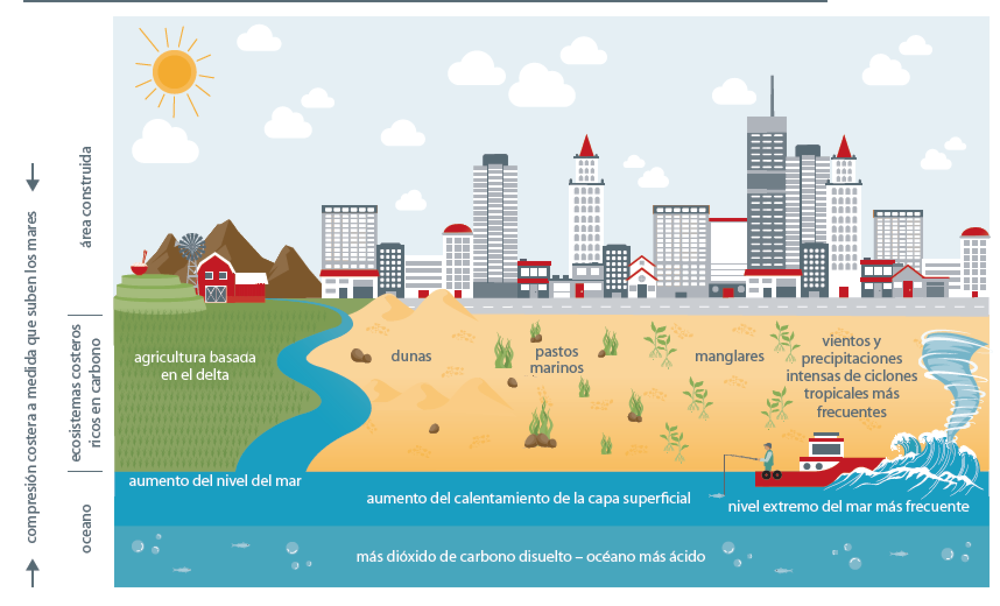 compresión costera a medida que suben los mares
área construida
ecosistemas costeros
ricos en carbono
oceano
agricultura basada
en el delta
dunas
pastos
marinos
manglares
vientos y
precipitaciones
intensas de ciclones
tropicales más
frecuentes
aumento del nivel del mar
aumento del calentamiento de la capa superficial
nivel extremo del mar más frecuente
más dióxido de carbono disuelto – océano más ácido